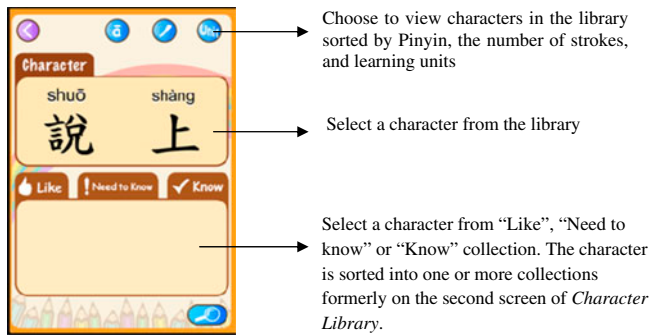 ā
Unit
Choose to view characters in the library
sorted by Pinyin, the number of strokes,
and learning units
Character
shuō shàng
說 上
Select a character from the library
Like ! Need to Know Know
Select a character from “Like”, “Need to
know” or “Know” collection. The character
is sorted into one or more collections
formerly on the second screen of Character
Library.